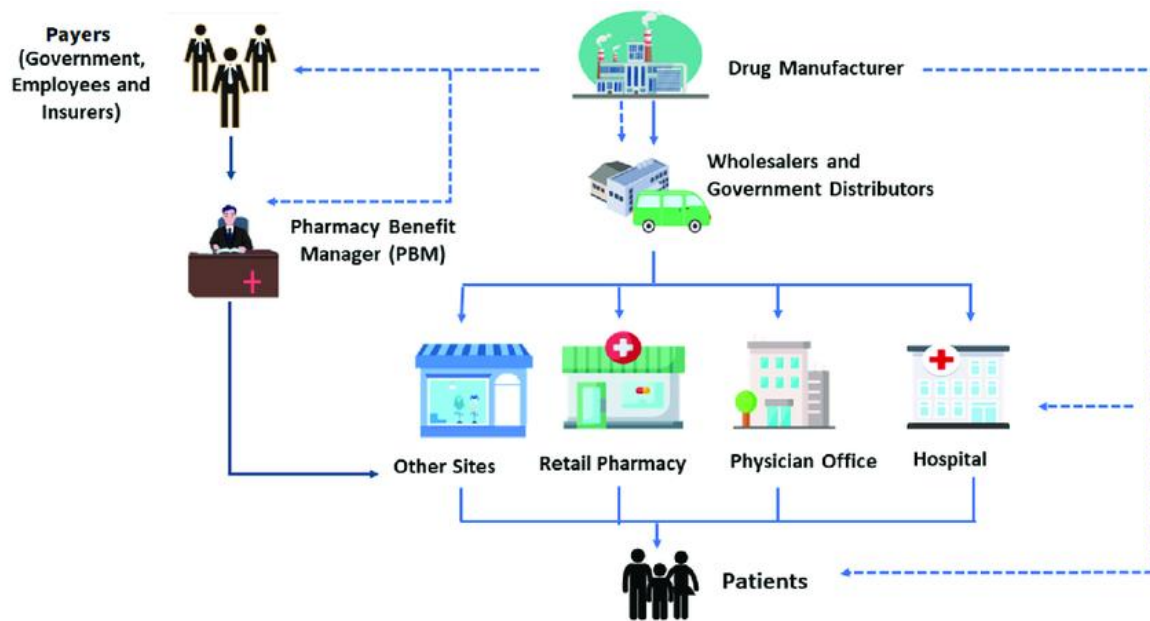 Payers
(Government,
Employees and
Insurers)
Drug Manufacturer
Wholesalers and
Government Distributors
Pharmacy Benefit
Manager (PBM)
Other Sites
Retail Pharmacy
Physician Office
Hospital
Patients